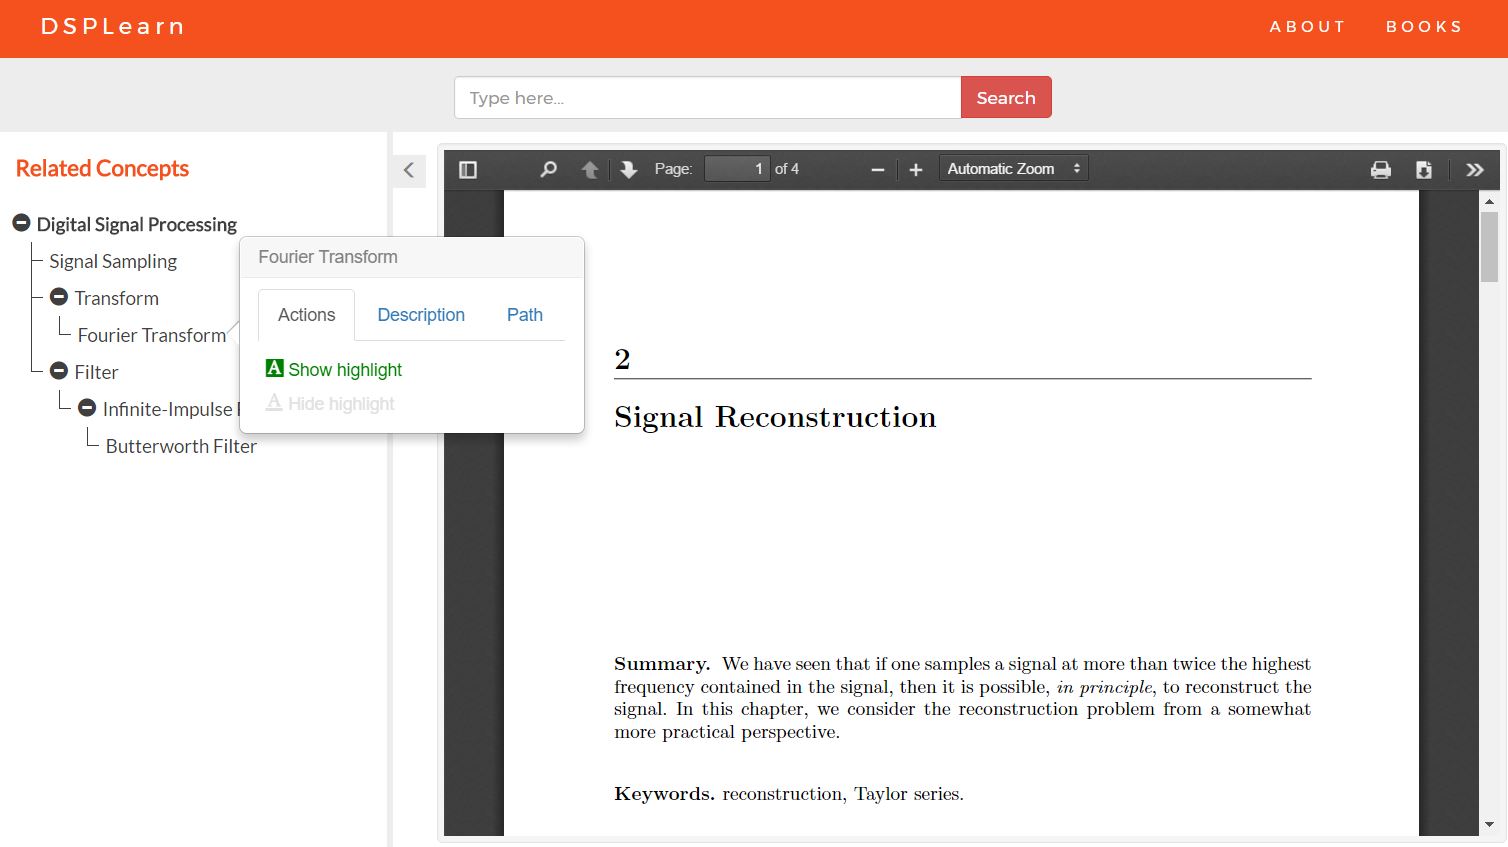 DSPLearn
ABOUT BOOKS
Type here... Search
Related Concepts
Digital Signal Processing
Signal Sampling
Transform
Fourier Transform
Filter
Infinite-Impulse
Butterworth Filter
Fourier Transform
Actions Description Path
A Show highlight
A Hide highlight
Page: 1 of 4 Automatic Zoom
2
Signal Reconstruction
Summary. We have seen that if one samples a signal at more than twice the highest
frequency contained in the signal, then it is possible, in principle, to reconstruct the
signal. In this chapter, we consider the reconstruction problem from a somewhat
more practical perspective.
Keywords. reconstruction, Taylor series.